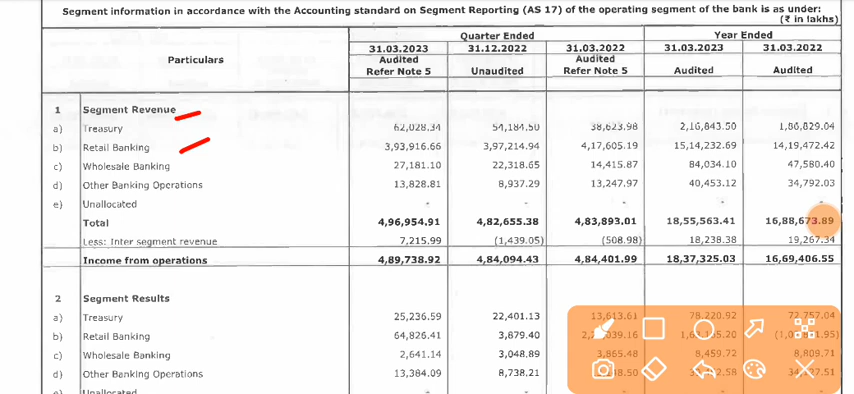 Segment information in accordance with the Accounting standard on Segment Reporting (AS 17) of the operating segment of the bank is as under:
(₹ in lakhs)
Particulars Quarter Ended Year Ended
31.03.2023 31.12.2022 31.03.2022 31.03.2023 31.03.2022
Audited Refer Note 5 Unaudited Audited Refer Note 5 Audited Audited
1 Segment Revenue
a) Treasury 62,028.34 54,184.50 38,623.98 2,16,843.50 1,86,829.04
b) Retail Banking 3,93,916.66 3,97,214.94 4,17,605.19 15,14,232.69 14,19,472.42
c) Wholesale Banking 27,181.10 22,318.65 14,415.87 84,034.10 47,580.40
d) Other Banking Operations 13,828.81 8,937.29 13,247.97 40,453.12 34,792.03
e) Unallocated - - - - -
Total 4,96,954.91 4,82,655.38 4,83,893.01 18,55,563.41 16,88,673.89
Less: Inter segment revenue 7,215.99 (1,439.05) (508.98) 18,238.38 19,267.34
Income from operations 4,89,738.92 4,84,094.43 4,84,401.99 18,37,325.03 16,69,406.55
2 Segment Results
a) Treasury 25,236.59 22,401.13 13,613.61 78,220.92 72,757.04
b) Retail Banking 64,826.41 3,879.40
c) Wholesale Banking 2,641.14 3,048.89 3,865.48 8,459.72 8,809.71
d) Other Banking Operations 13,384.09 8,738.21
e) Unallocated